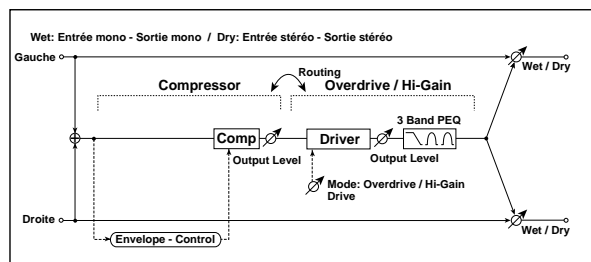 Wet: Entrée mono - Sortie mono / Dry: Entrée stéréo - Sortie stéréo
Gauche
Wet / Dry
Routing
Compressor
Overdrive / Hi-Gain
3 Band PEQ
Comp
Driver
Output Level
Output Level
Mode: Overdrive / Hi-Gain
Drive
Droite
Wet / Dry
Envelope - Control